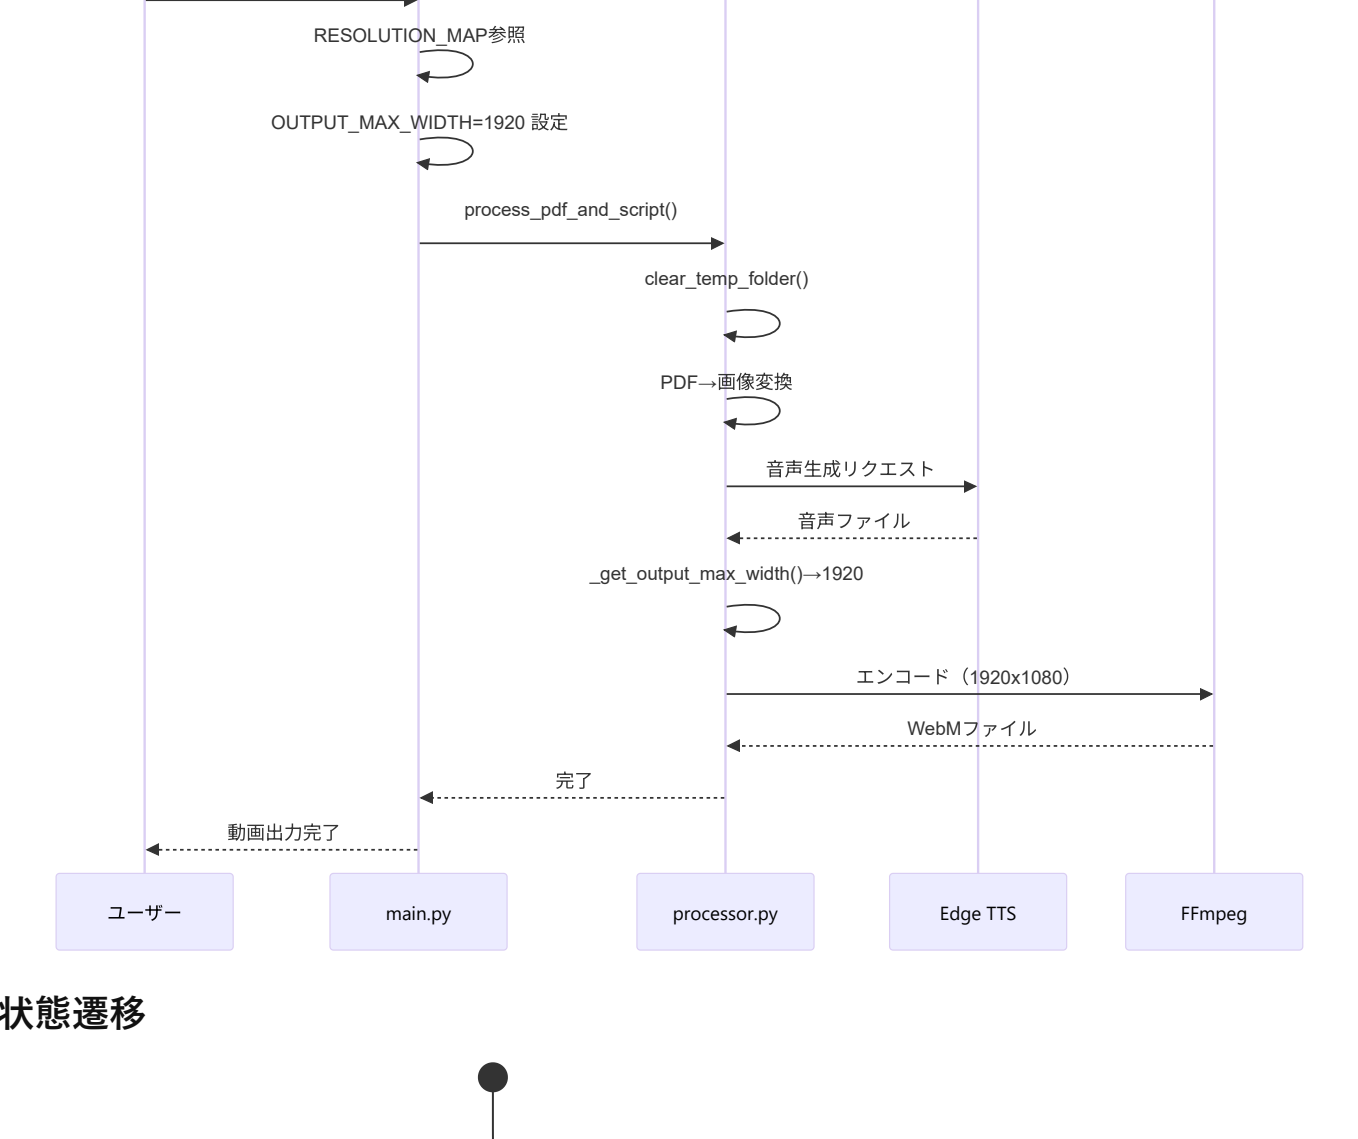 RESOLUTION_MAP参照
OUTPUT_MAX_WIDTH=1920 設定
process_pdf_and_script()
clear_temp_folder()
PDF→画像変換
音声生成リクエスト
音声ファイル
_get_output_max_width()→1920
エンコード（1920x1080）
WebMファイル
完了
動画出力完了
ユーザー
main.py
processor.py
Edge TTS
FFmpeg
状態遷移